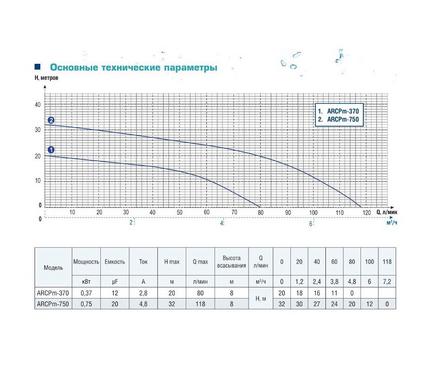 Основные технические параметры
H, метров
40
30
20
10
0
2
1
1. ARCPm-370
2. ARCPm-750
0 10 20 30 40 50 60 70 80 90 100 110 120 Q, л/мин
2 4 6 м³/ч
Модель Мощность Емкость Ток H max Q max Высота всасывания Q л/мин 0 20 40 60 80 100 118
кВт µF А м л/мин м м³/ч 0 1,2 2,4 3,8 4,8 6 7,2
ARCPm-370 0,37 12 2,8 20 80 8 H, м 20 18 16 11 0
ARCPm-750 0,75 20 4,8 32 118 8 32 30 27 24 20 12 0